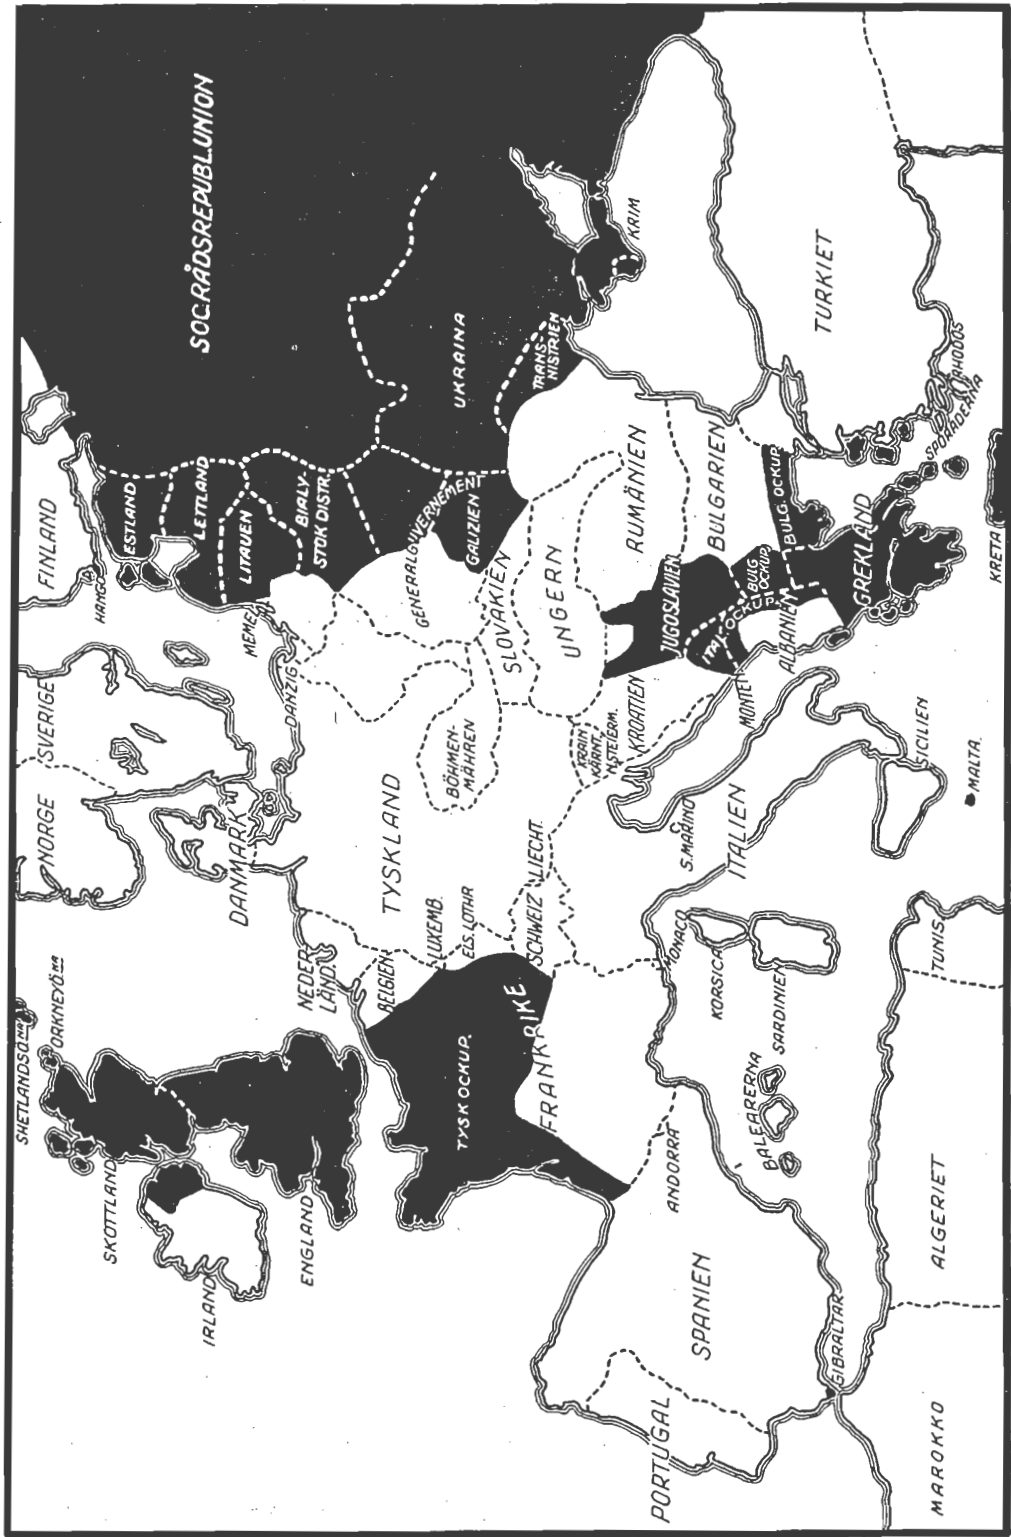 SHETLANDSÖ:NA
ORKNEYÖ:NA
SKOTTLAND
IRLAND
ENGLAND
NORGE
SVERIGE
FINLAND
HANGÖ
DANMARK
DANZIG
MEMEL
ESTLAND
LETTLAND
LITAUEN
BIALY-
STOK DISTR.
SOC.RÅDSREPUBL.UNION
UKRAINA
TRANS-
NISTRIEN
KRIM
NEDER-
LÄND.
BELGIEN
LUXEMB.
ELS. LOTHR
TYSKLAND
BÖHMEN-
MÄHREN
GENERALGUVERNEMENT
GALIZIEN
SLOVAKIEN
UNGERN
RUMÄNIEN
BULGARIEN
TYSK OCKUP.
FRANKRIKE
SCHWEIZ
LIECHT.
KRAIN
KÄRNT.
N.STEIERM.
KROATIEN
JUGOSLAVIEN
ITAL. OCKUP.
BULG
OCKUP.
BULG. OCKUP.
MONTEN
ALBANIEN
GREKLAND
TURKIET
RHODOS
SPORADERNA
KRETA
MONACO
S. MARINO
ITALIEN
SICILIEN
MALTA.
KORSICA
SARDINIEN
BALEARERNA
ANDORRA
SPANIEN
PORTUGAL
GIBRALTAR
MAROKKO
ALGERIET
TUNIS